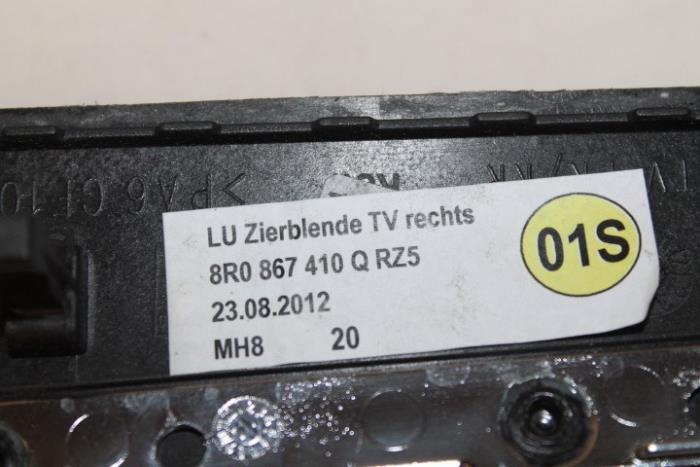 LU Zierblende TV rechts
8R0 867 410 Q RZ5
23.08.2012
MH8 20
01S